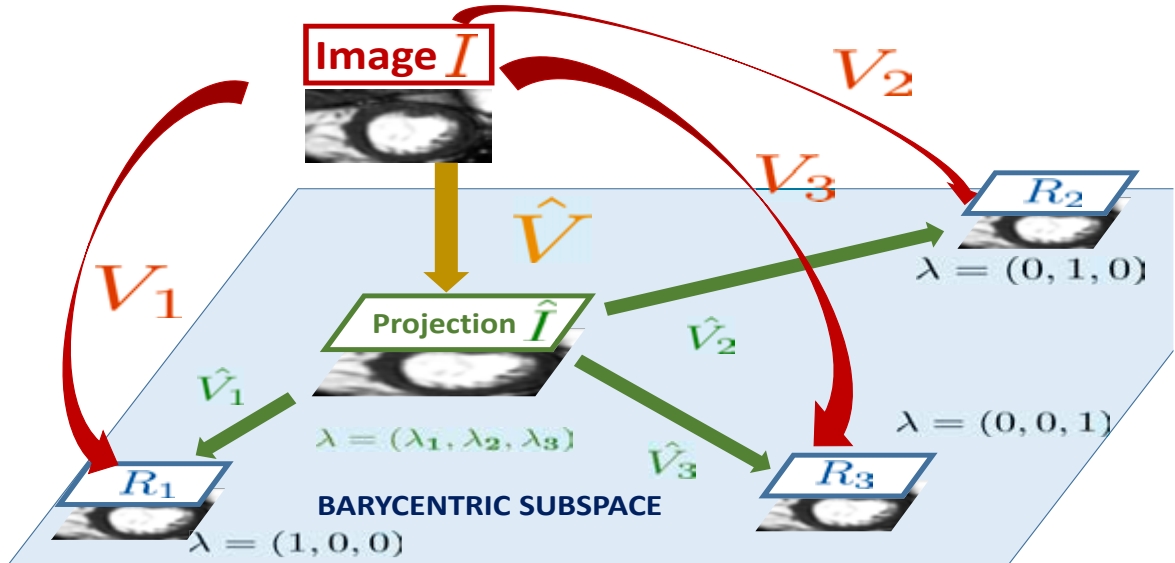 Image I
V₂
V₃
R₂
V̂
V₁
λ = (0, 1, 0)
Projection Î
V̂₂
V̂₁
λ = (0, 0, 1)
λ = (λ₁, λ₂, λ₃)
V̂₃
R₁
R₃
BARYCENTRIC SUBSPACE
λ = (1, 0, 0)